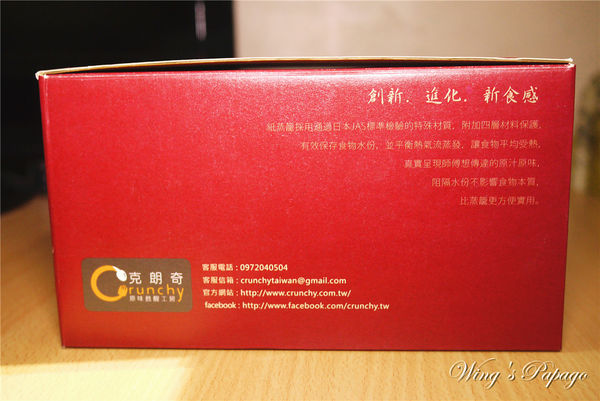 創新．進化．新食感
紙蒸籠採用通過日本JAS標準檢驗的特殊材質，附加四層材料保護，
有效保存食物水份，並平衡熱氣流蒸發，讓食物平均受熱，
真實呈現師傅想傳達的原汁原味，
阻隔水份不影響食物本質，
比蒸籠更方便實用。
克朗奇
Crunchy
原味甦醒工房
客服電話：0972040504
客服信箱：crunchytaiwan@gmail.com
官方網站：http://www.crunchy.com.tw/
facebook：http://www.facebook.com/crunchy.tw
Wing's Papago